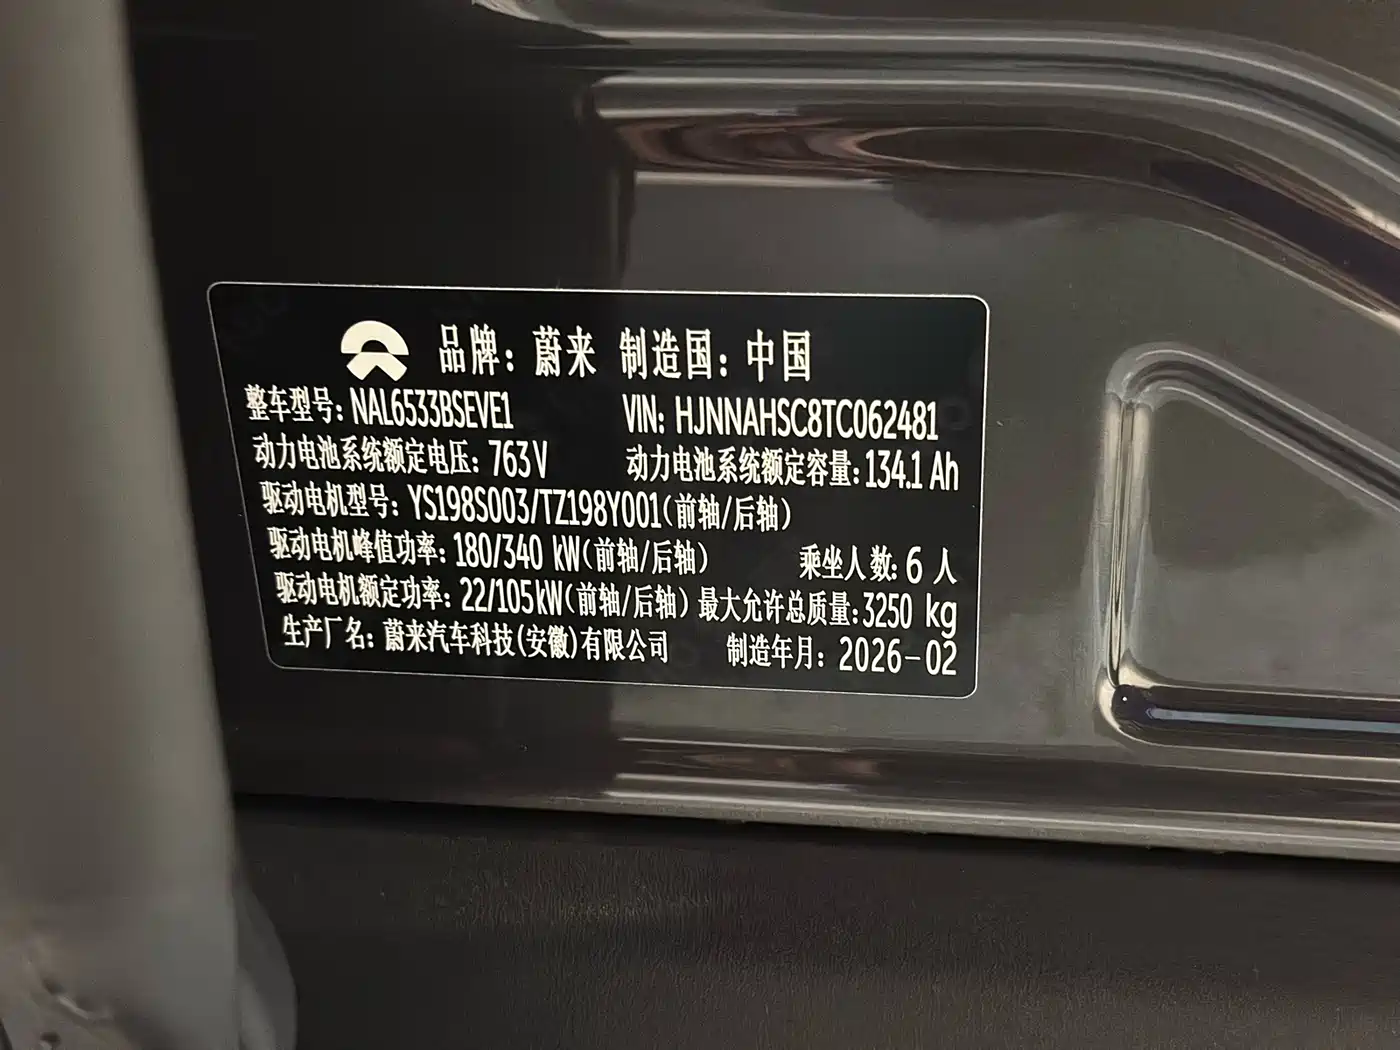 品牌：蔚来 制造国：中国
整车型号：NAL6533BSEVE1 VIN: HJNNAHSC8TC062481
动力电池系统额定电压：763V 动力电池系统额定容量：134.1 Ah
驱动电机型号：YS198S003/TZ198Y001(前轴/后轴)
驱动电机峰值功率：180/340 kW(前轴/后轴) 乘坐人数：6 人
驱动电机额定功率：22/105kW(前轴/后轴) 最大允许总质量：3250 kg
生产厂名：蔚来汽车科技(安徽)有限公司 制造年月：2026-02